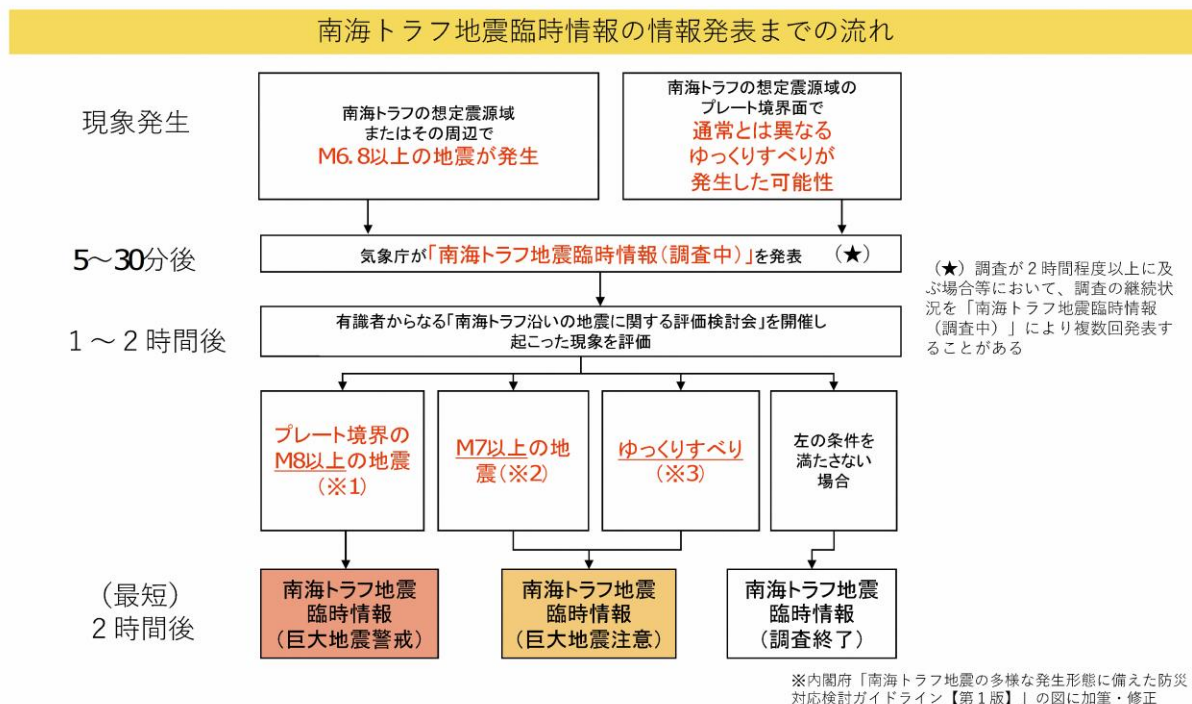 南海トラフ地震臨時情報の情報発表までの流れ
現象発生
南海トラフの想定震源域
またはその周辺で
M6.8以上の地震が発生
南海トラフの想定震源域の
プレート境界面で
通常とは異なる
ゆっくりすべりが
発生した可能性
5～30分後
気象庁が「南海トラフ地震臨時情報(調査中)」を発表 (★)
(★)調査が2時間程度以上に及
ぶ場合等において、調査の継続状
況を「南海トラフ地震臨時情報
(調査中)」により複数回発表す
ることがある
1～2時間後
有識者からなる「南海トラフ沿いの地震に関する評価検討会」を開催し
起こった現象を評価
プレート境界の
M8以上の地震
(※1)
M7以上の地
震(※2)
ゆっくりすべり
(※3)
左の条件を
満たさない
場合
(最短)
2時間後
南海トラフ地震
臨時情報
(巨大地震警戒)
南海トラフ地震
臨時情報
(巨大地震注意)
南海トラフ地震
臨時情報
(調査終了)
※内閣府「南海トラフ地震の多様な発生形態に備えた防災
対応検討ガイドライン【第1版】」の図に加筆・修正